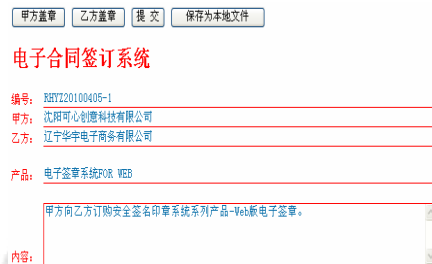 甲方盖章 乙方盖章 提 交 保存为本地文件
电子合同签订系统
编号: RHYZ20100405-1
甲方: 沈阳可心创意科技有限公司
乙方: 辽宁华宇电子商务有限公司
产品: 电子签章系统FOR WEB
甲方向乙方订购安全签名印章系统系列产品-Web版电子签章。
内容: